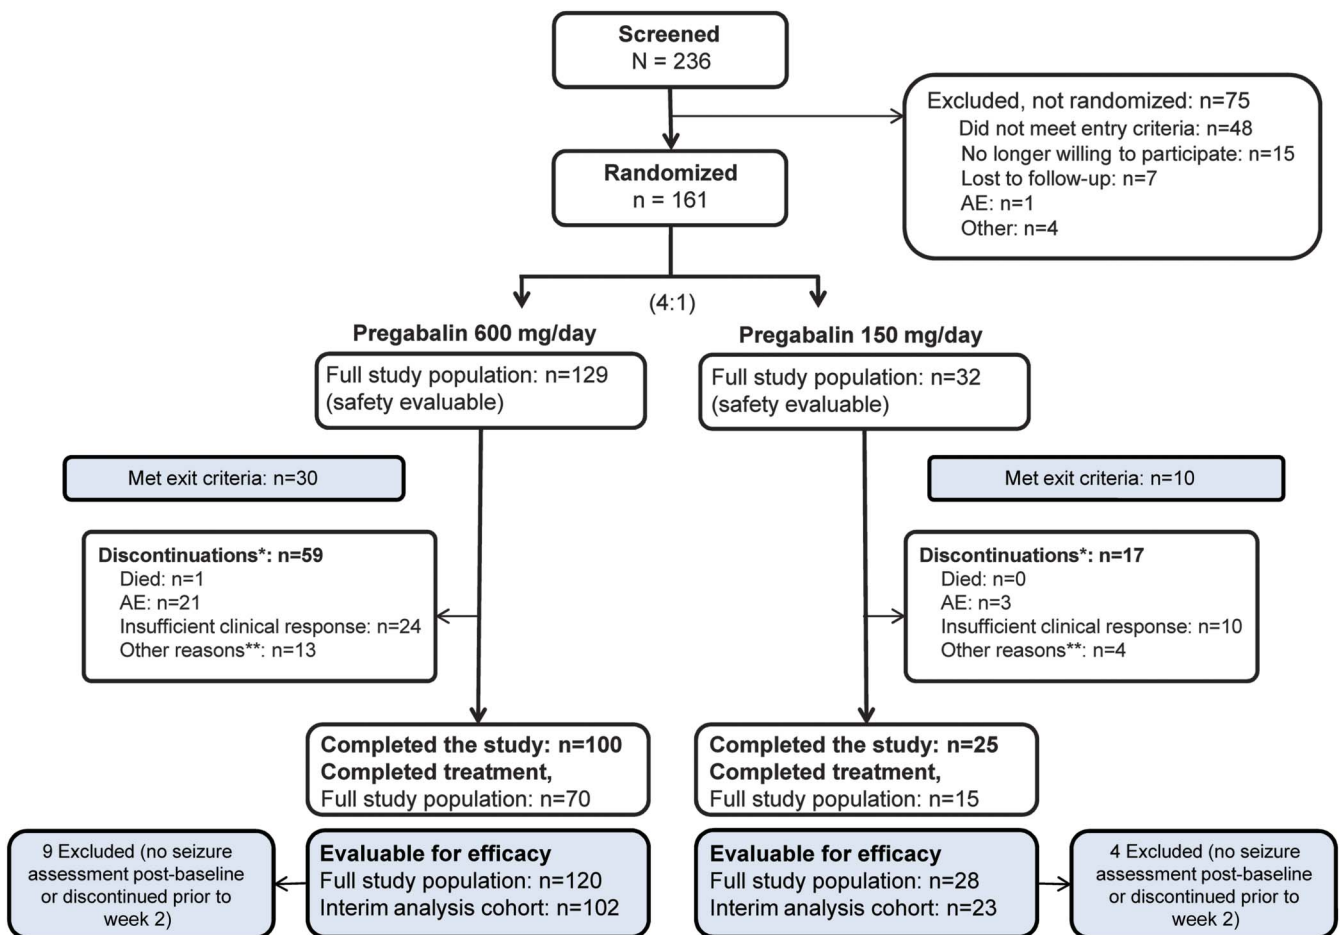 Screened
N = 236
Excluded, not randomized: n=75
Did not meet entry criteria: n=48
No longer willing to participate: n=15
Lost to follow-up: n=7
AE: n=1
Other: n=4
Randomized
n = 161
(4:1)
Pregabalin 600 mg/day
Full study population: n=129
(safety evaluable)
Pregabalin 150 mg/day
Full study population: n=32
(safety evaluable)
Met exit criteria: n=30
Met exit criteria: n=10
Discontinuations*: n=59
Died: n=1
AE: n=21
Insufficient clinical response: n=24
Other reasons**: n=13
Discontinuations*: n=17
Died: n=0
AE: n=3
Insufficient clinical response: n=10
Other reasons**: n=4
Completed the study: n=100
Completed treatment,
Full study population: n=70
Completed the study: n=25
Completed treatment,
Full study population: n=15
9 Excluded (no seizure
assessment post-baseline
or discontinued prior to
week 2)
Evaluable for efficacy
Full study population: n=120
Interim analysis cohort: n=102
Evaluable for efficacy
Full study population: n=28
Interim analysis cohort: n=23
4 Excluded (no seizure
assessment post-baseline
or discontinued prior to
week 2)